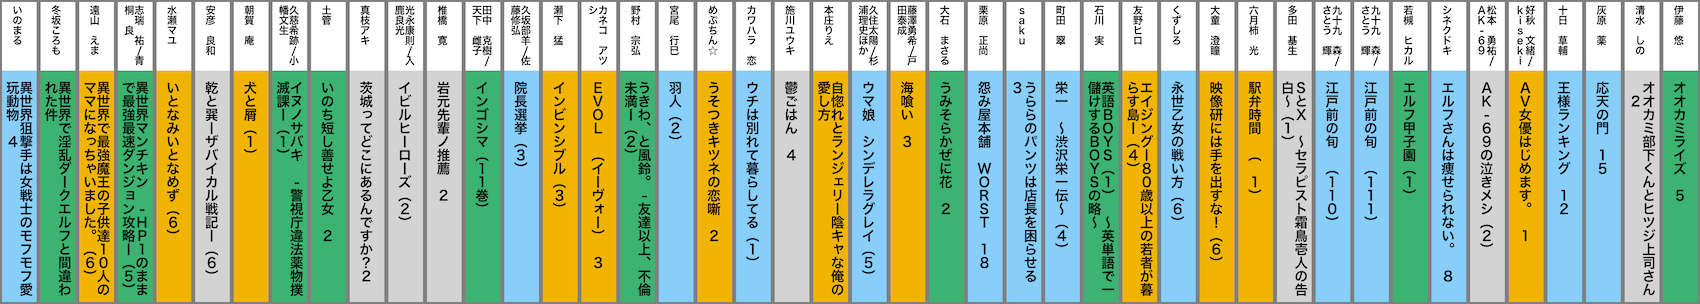 伊藤 悠
オオカミライズ 5
清水 しの
オオカミ部下くんとヒツジ上司さん
2
灰原 薬
応天の門 15
十日 草輔
王様ランキング 12
好秋 文緒/
kiseki
AV女優はじめます。 1
松本 勇祐/
AK-69
AK-69の泣きメシ (2)
シネクドキ
エルフさんは痩せられない。 8
若槻 ヒカル
エルフ甲子園 (1)
九十九 森/
さとう 輝
江戸前の旬 (111)
九十九 森/
さとう 輝
江戸前の旬 (110)
多田 基生
SとX ~セラピスト霜鳥壱人の告
白~ (1)
六月柿 光
駅弁時間 ( 1)
大童 澄瞳
映像研には手を出すな! (6)
くずしろ
永世乙女の戦い方 (6)
友野ヒロ
エイジングー80歳以上の若者が暮
らす島ー (4)
石川 実
英語BOYS (1) ~英単語で一
儲けするBOYSの略~
町田 翠
栄一 ~渋沢栄一伝~ (4)
saku
うららのパンツは店長を困らせる
3
栗原 正尚
怨み屋本舗 WORST 18
大石 まさる
うみそらかぜに花 2
藤澤勇希/戸
田泰成
海喰い 3
久住太陽/杉
浦理史ほか
ウマ娘 シンデレラグレイ (5)
本庄りえ
自惚れとランジェリー陰キャな俺の
愛し方
施川ユウキ
鬱ごはん 4
カワハラ 恋
ウチは別れて暮らしてる (1)
めぷちん☆
うそつきキツネの恋噺 2
宮尾 行巳
羽人 (2)
野村 宗弘
うきわ、と風鈴。 -友達以上、不倫
未満ー (2)
カネコ アツ
シ
EVOL (イーヴォー) 3
瀬下 猛
インビンシブル (3)
久坂部羊/佐
藤修弘
院長選挙 (3)
田中 克樹/
天下 雌子
インゴシマ (11巻)
椎橋 寛
岩元先輩ノ推薦 2
光永康則/入
鹿良光
イビルヒーローズ (2)
真枝アキ
茨城ってどこにあるんですか? 2
土管
いのち短し善せよ乙女 2
久慈希跡/小
幡文生
イヌノサバキ -警視庁違法薬物撲
滅課ー (1)
朝賀 庵
犬と屑 (1)
安彦 良和
乾と巽ーザバイカル戦記ー (6)
水瀬マユ
いとなみいとなめず (6)
志瑞 祐/青
桐 良
異世界マンチキン -HP1のまま
で最強最速ダンジョン攻略ー (5)
遠山 えま
異世界で最強魔王の子供達10人の
ママになっちゃいました。 (6)
冬坂ころも
異世界で淫乱ダークエルフと間違わ
れた件
いのまる
異世界狙撃手は女戦士のモフモフ愛
玩動物 4